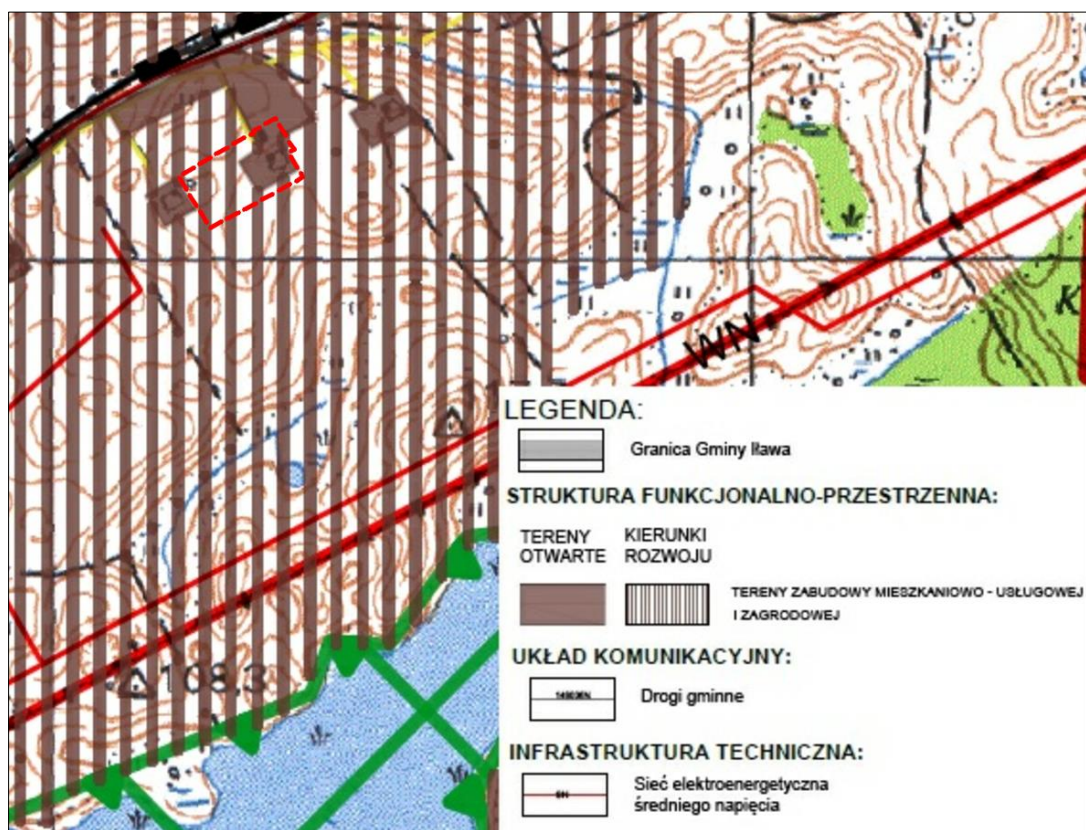 WN
K
108,3
LEGENDA:
Granica Gminy Iława
STRUKTURA FUNKCJONALNO-PRZESTRZENNA:
TERENY OTWARTE
KIERUNKI ROZWOJU
TERENY ZABUDOWY MIESZKANIOWO - USŁUGOWEJ
I ZAGRODOWEJ
UKŁAD KOMUNIKACYJNY:
Drogi gminne
INFRASTRUKTURA TECHNICZNA:
Sieć elektroenergetyczna
średniego napięcia